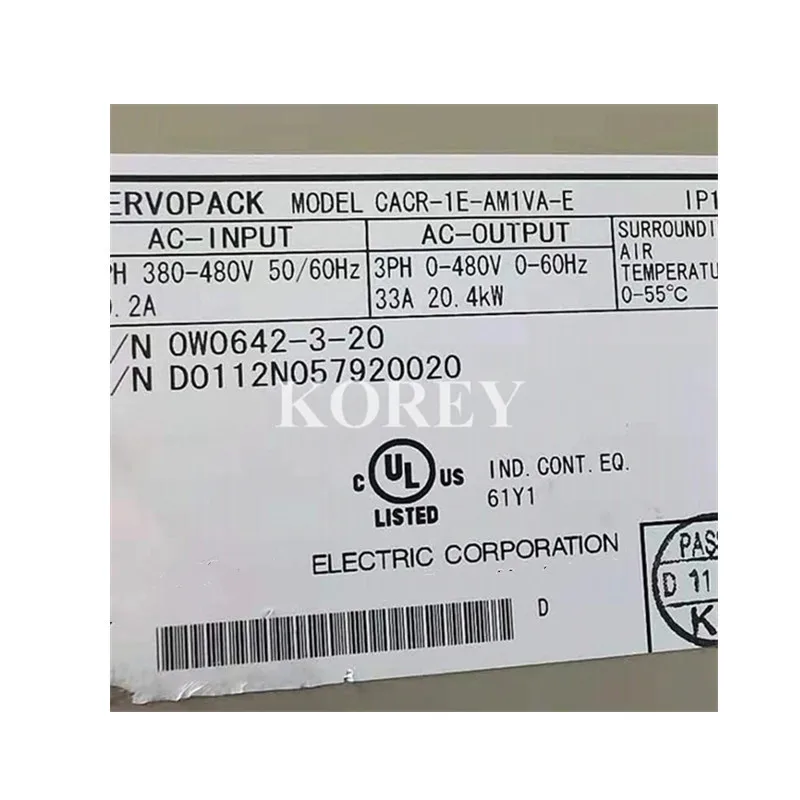 ERVOPACK MODEL CACR-1E-AM1VA-E IP1
AC-INPUT AC-OUTPUT SURROUNDI
AIR
PH 380-480V 50/60Hz 3PH 0-480V 0-60Hz TEMPERATU
.2A 33A 20.4kW 0-55°C
/N 0W0642-3-20
/N D0112N057920020
KOREY
C UL US IND. CONT. EQ.
LISTED 61Y1
ELECTRIC CORPORATION
PAS
D 11
K
D